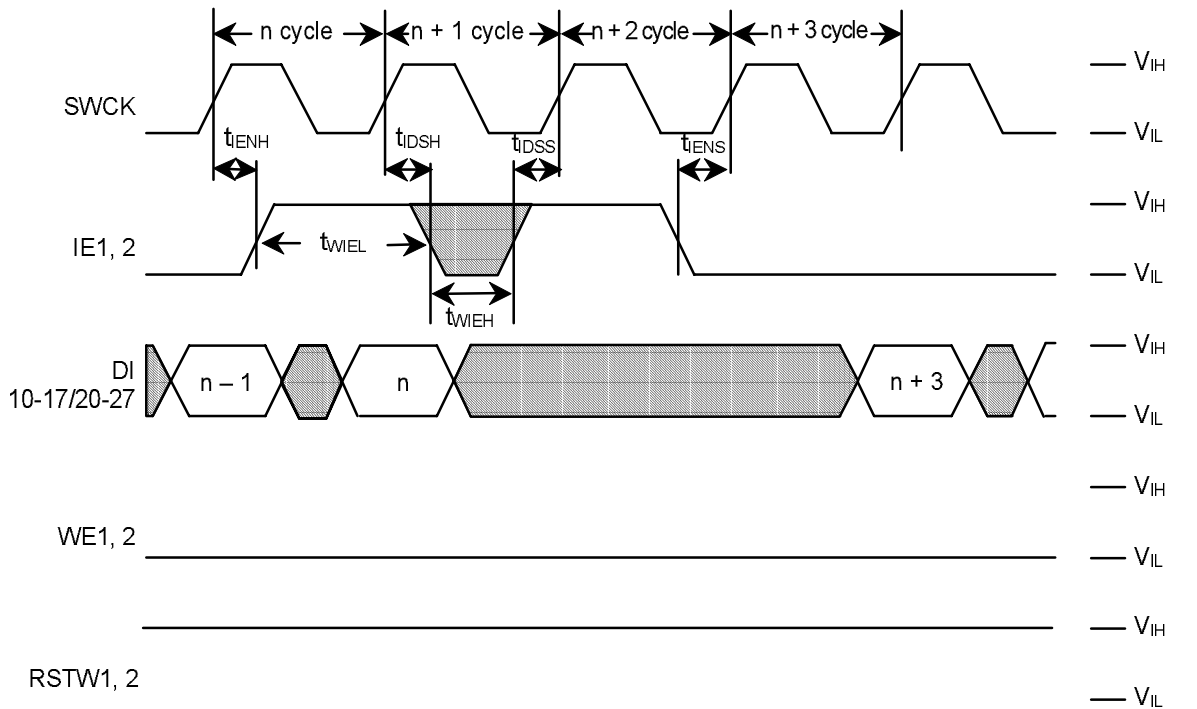 n cycle n + 1 cycle n + 2 cycle n + 3 cycle
VIH
SWCK
VIL
tIENH tIDSH tIDSS tIENS
VIH
IE1, 2 tWIEL
VIL
tWIEH
DI
10-17/20-27
n – 1 n n + 3
VIH
VIL
VIH
WE1, 2
VIL
VIH
RSTW1, 2
VIL